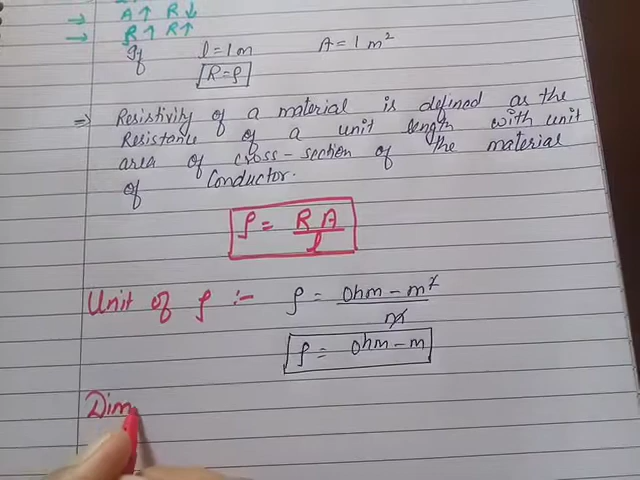 → A↑ R↓
→ R↑ R↑
If l = 1m A = 1 m²
R = ρ
⇒ Resistivity of a material is defined as the
Resistance of a unit length with unit
area of cross-section of the material
of Conductor.
ρ = RA/l
Unit of ρ :- ρ = Ohm-m²/m
ρ = Ohm-m
Dim